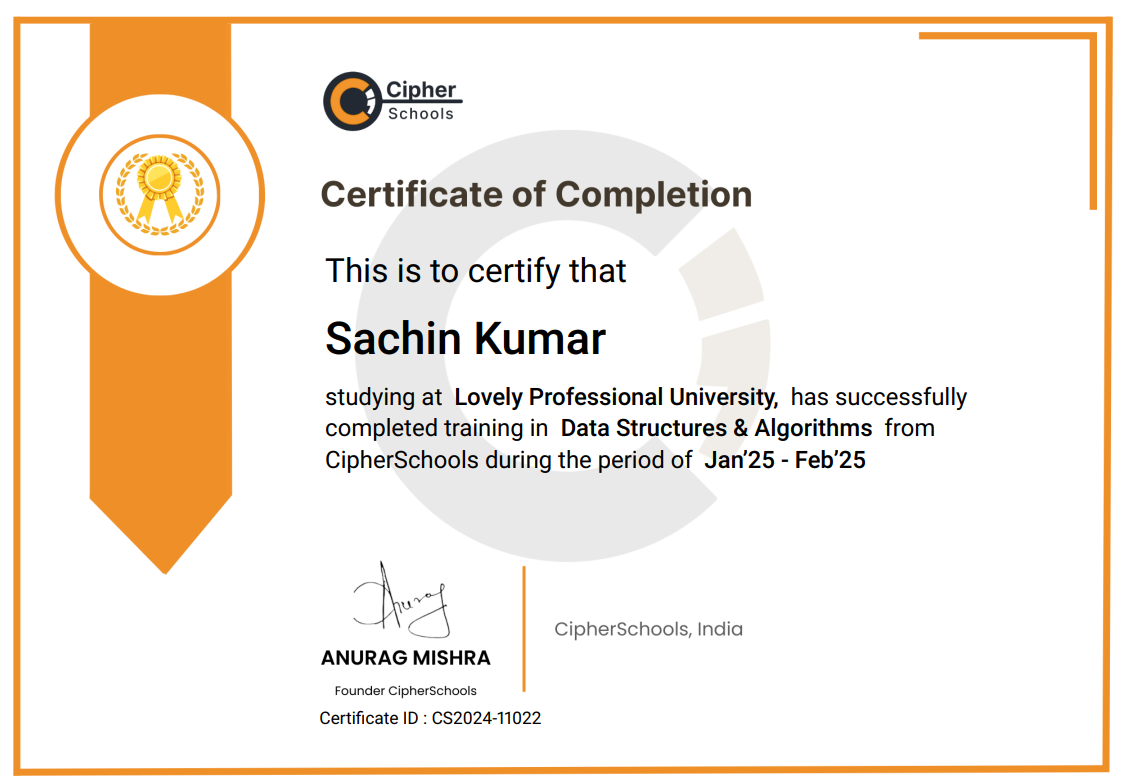 Cipher
Schools
Certificate of Completion
This is to certify that
Sachin Kumar
studying at Lovely Professional University, has successfully
completed training in Data Structures & Algorithms from
CipherSchools during the period of Jan’25 - Feb’25
Anurag
ANURAG MISHRA
Founder CipherSchools
Certificate ID : CS2024-11022
CipherSchools, India